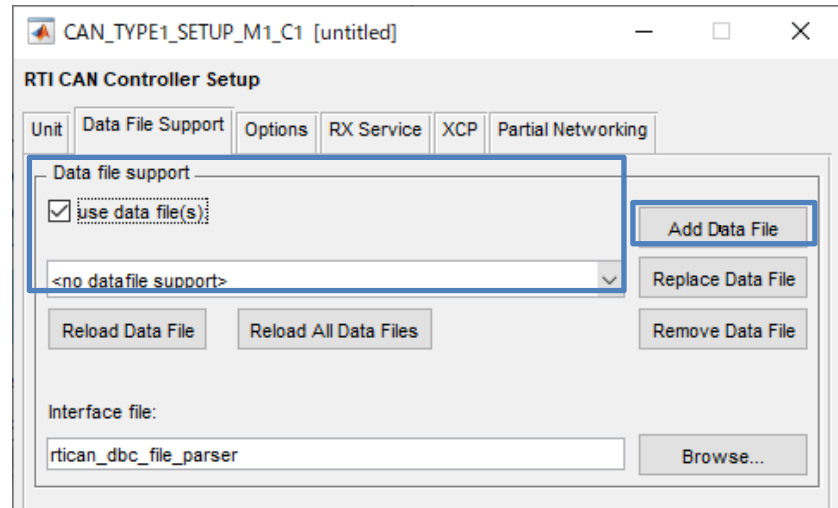 CAN_TYPE1_SETUP_M1_C1 [untitled]
RTI CAN Controller Setup
Unit Data File Support Options RX Service XCP Partial Networking
Data file support
use data file(s)
Add Data File
<no datafile support>
Replace Data File
Reload Data File Reload All Data Files Remove Data File
Interface file:
rtican_dbc_file_parser
Browse...